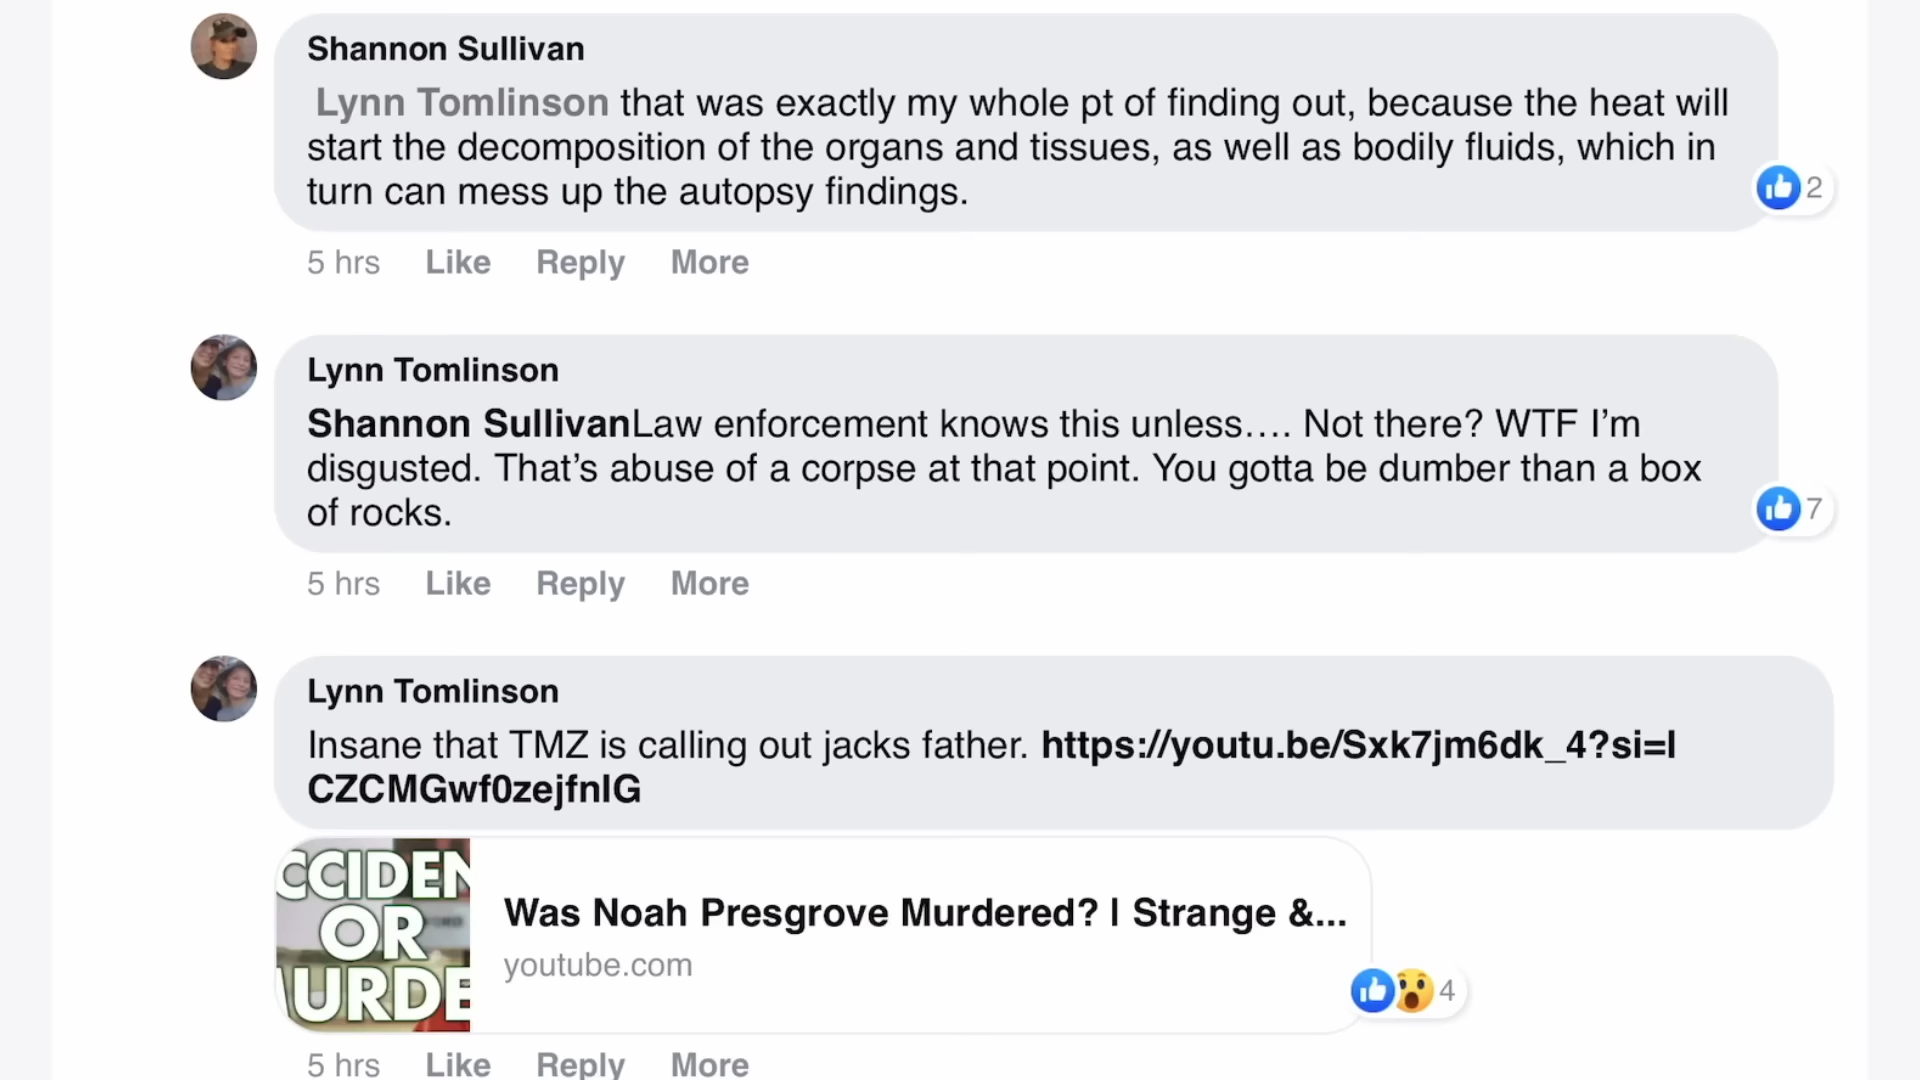 Shannon Sullivan
Lynn Tomlinson that was exactly my whole pt of finding out, because the heat will
start the decomposition of the organs and tissues, as well as bodily fluids, which in
turn can mess up the autopsy findings.
2
5 hrs Like Reply More
Lynn Tomlinson
Shannon SullivanLaw enforcement knows this unless.... Not there? WTF I’m
disgusted. That’s abuse of a corpse at that point. You gotta be dumber than a box
of rocks.
7
5 hrs Like Reply More
Lynn Tomlinson
Insane that TMZ is calling out jacks father. https://youtu.be/Sxk7jm6dk_4?si=l
CZCMGwf0zejfnlG
CCIDEN
OR
MURDE
Was Noah Presgrove Murdered? | Strange &...
youtube.com
4
5 hrs Like Reply More